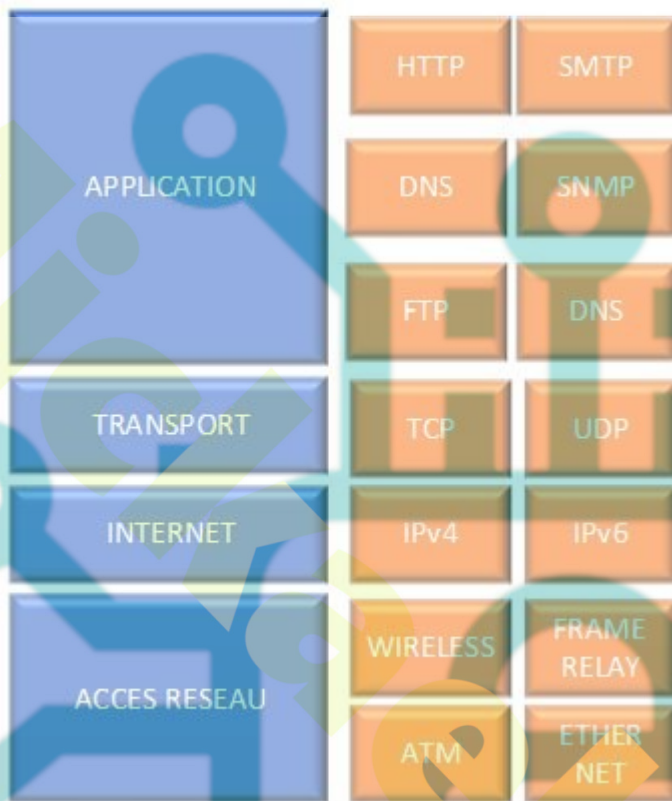 HTTP SMTP
APPLICATION DNS SNMP
FTP DNS
TRANSPORT TCP UDP
INTERNET IPv4 IPv6
WIRELESS FRAME
RELAY
ACCES RESEAU
ATM ETHER
NET